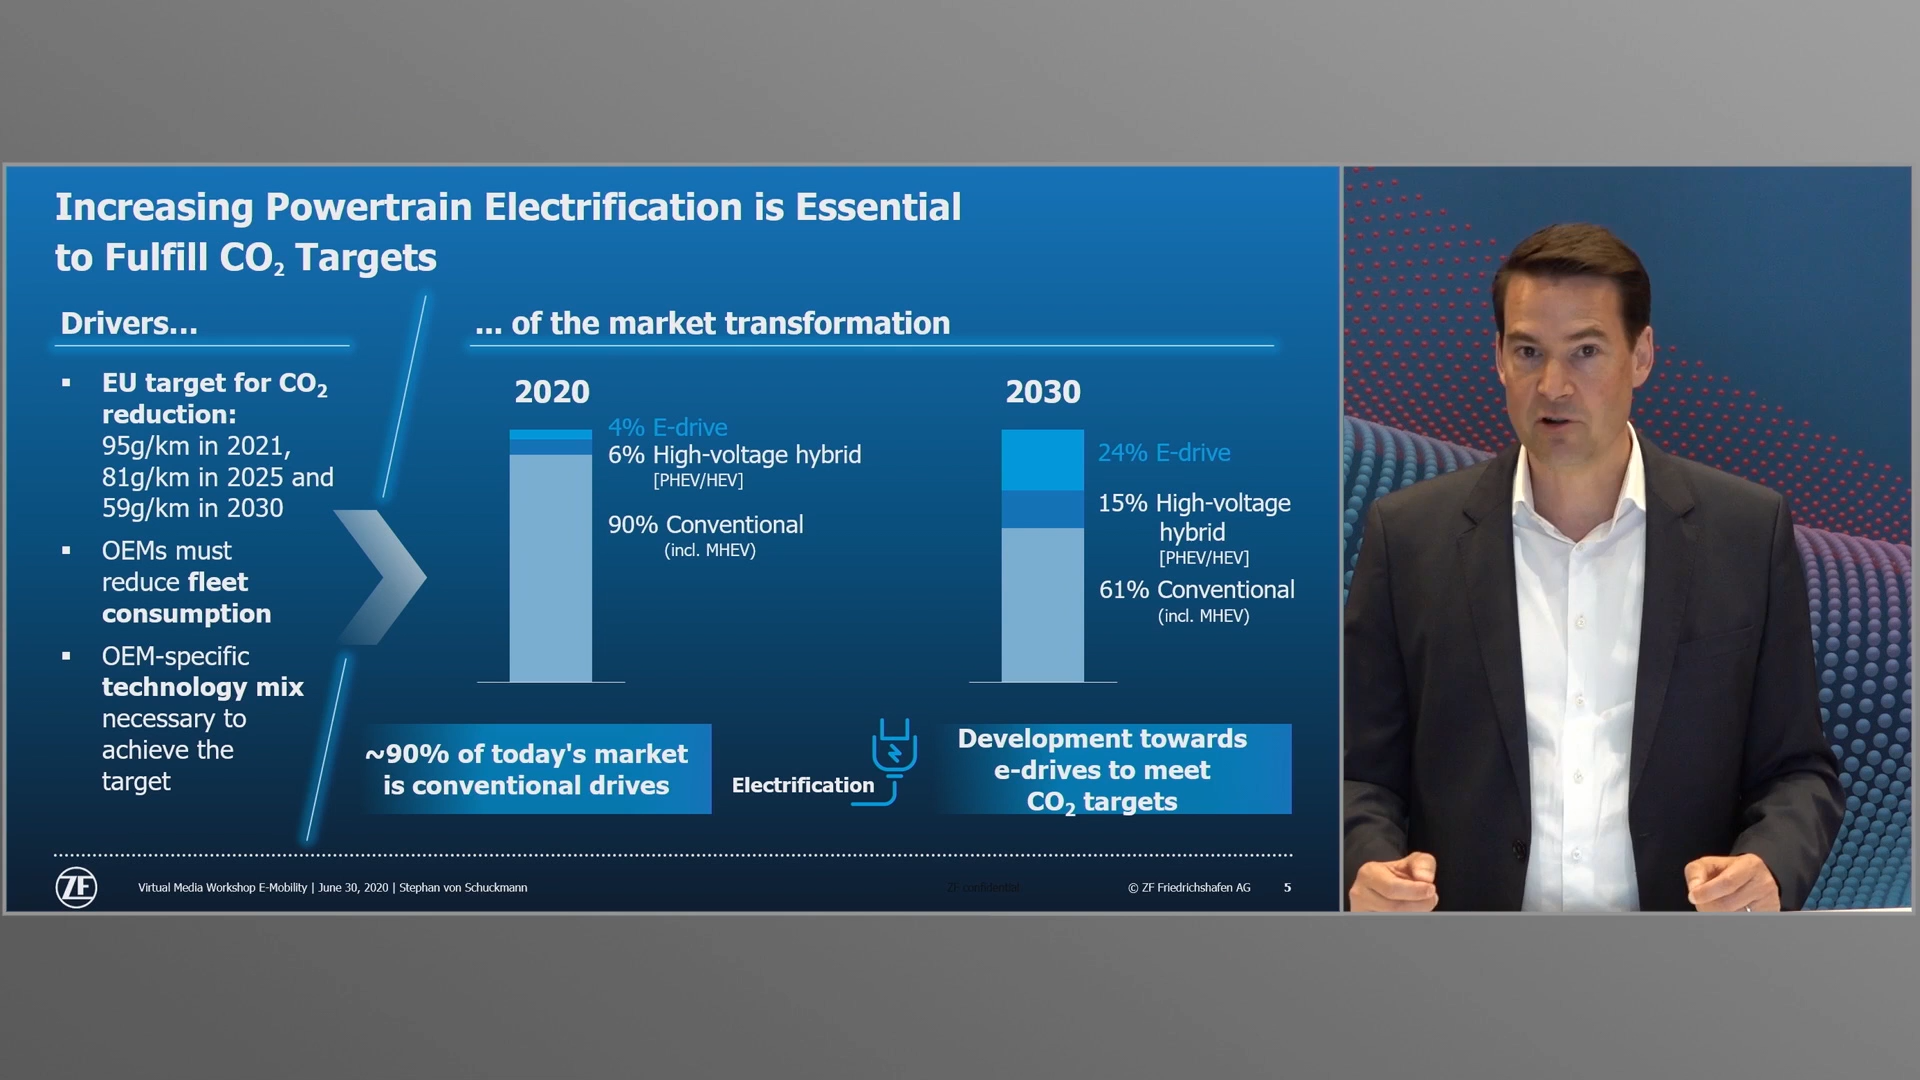 Increasing Powertrain Electrification is Essential
to Fulfill CO₂ Targets
Drivers...
▪ EU target for CO₂
reduction:
95g/km in 2021,
81g/km in 2025 and
59g/km in 2030
▪ OEMs must
reduce fleet
consumption
▪ OEM-specific
technology mix
necessary to
achieve the
target
... of the market transformation
2020
4% E-drive
6% High-voltage hybrid
[PHEV/HEV]
90% Conventional
(incl. MHEV)
2030
24% E-drive
15% High-voltage
hybrid
[PHEV/HEV]
61% Conventional
(incl. MHEV)
~90% of today's market
is conventional drives
Electrification
Development towards
e-drives to meet
CO₂ targets
ZF
Virtual Media Workshop E-Mobility | June 30, 2020 | Stephan von Schuckmann
ZF confidential
© ZF Friedrichshafen AG
5